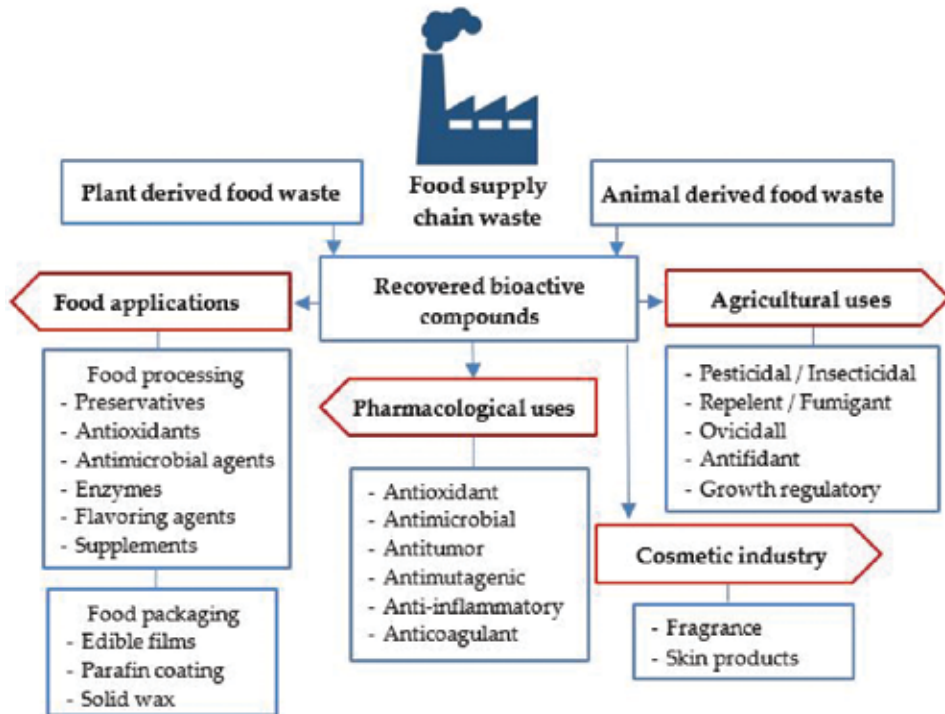 Food supply
chain waste
Plant derived food waste
Animal derived food waste
Recovered bioactive
compounds
Food applications
Food processing
- Preservatives
- Antioxidants
- Antimicrobial agents
- Enzymes
- Flavoring agents
- Supplements
Food packaging
- Edible films
- Parafin coating
- Solid wax
Pharmacological uses
- Antioxidant
- Antimicrobial
- Antitumor
- Antimutagenic
- Anti-inflammatory
- Anticoagulant
Agricultural uses
- Pesticidal / Insecticidal
- Repelent / Fumigant
- Ovicidall
- Antifidant
- Growth regulatory
Cosmetic industry
- Fragrance
- Skin products